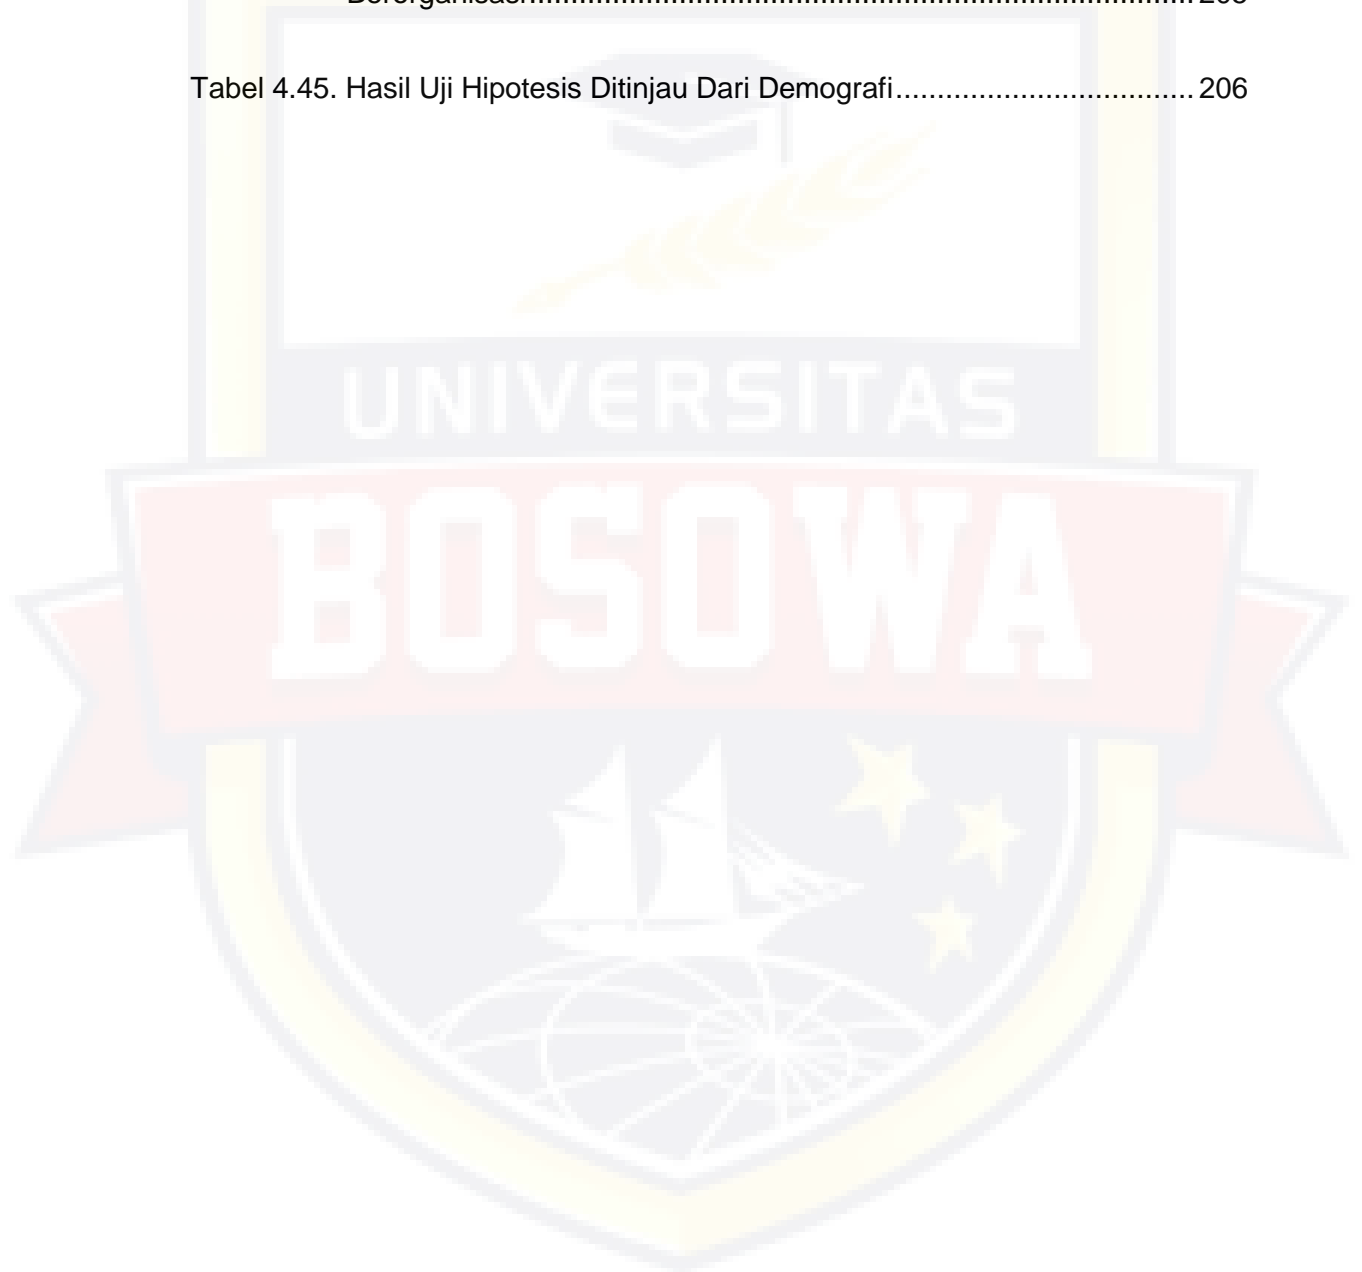 Tabel 4.45. Hasil Uji Hipotesis Ditinjau Dari Demografi.................................... 206
UNIVERSITAS
BOSOWA